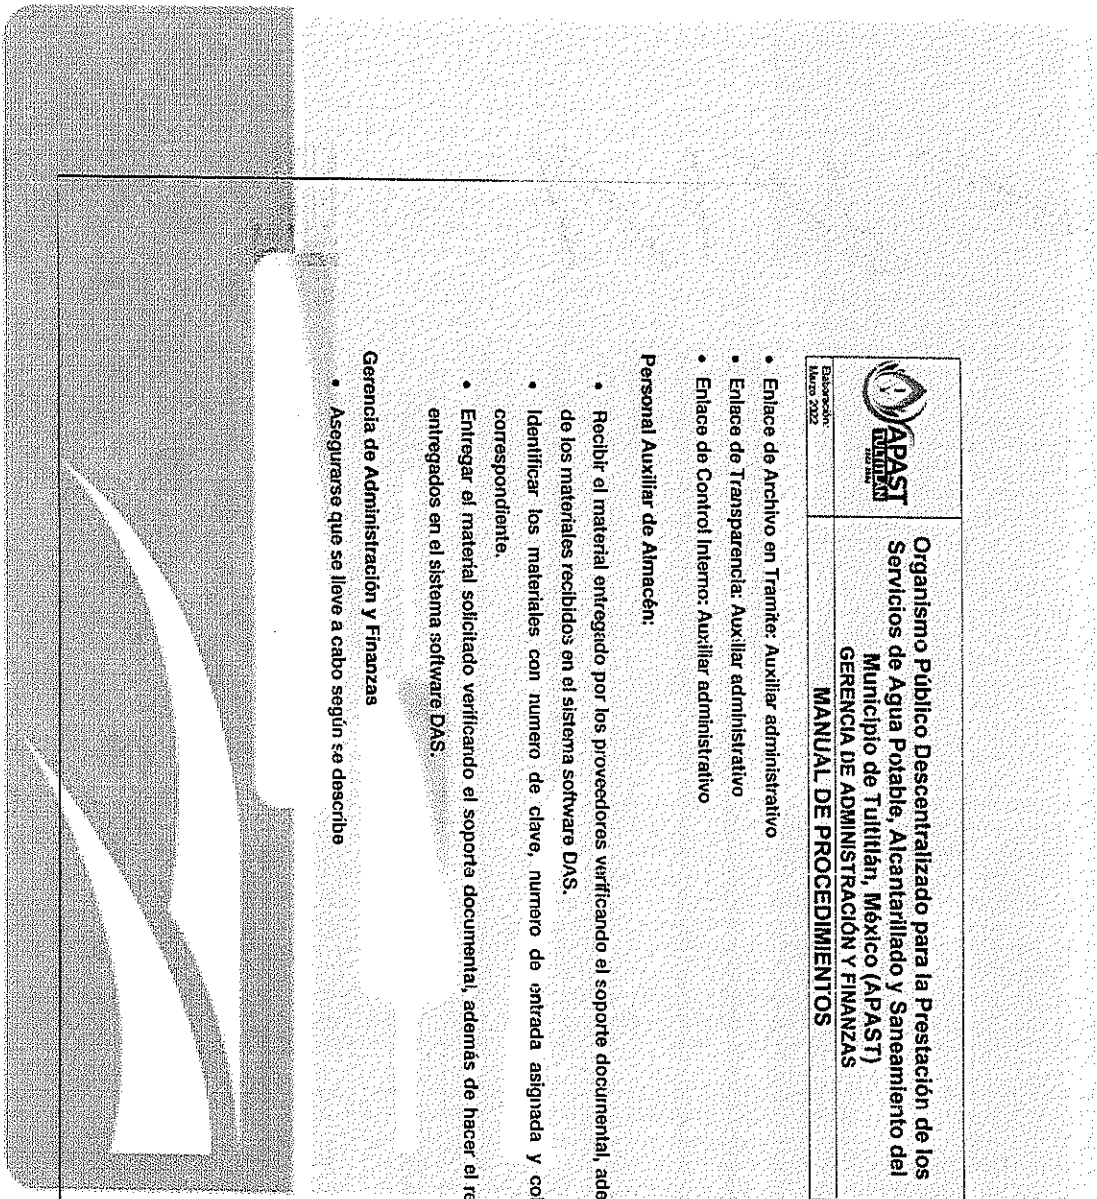 APAST
TULTITLÁN
Elaboración:
Marzo 2022
Organismo Público Descentralizado para la Prestación de los
Servicios de Agua Potable, Alcantarillado y Saneamiento del
Municipio de Tultitlán, México (APAST)
GERENCIA DE ADMINISTRACIÓN Y FINANZAS
MANUAL DE PROCEDIMIENTOS
• Enlace de Archivo en Tramite: Auxiliar administrativo
• Enlace de Transparencia: Auxiliar administrativo
• Enlace de Control Interno: Auxiliar administrativo
Personal Auxiliar de Almacén:
• Recibir el material entregado por los proveedores verificando el soporte documental, ade
de los materiales recibidos en el sistema software DAS.
• Identificar los materiales con numero de clave, numero de entrada asignada y co
correspondiente.
• Entregar el material solicitado verificando el soporte documental, además de hacer el re
entregados en el sistema software DAS.
Gerencia de Administración y Finanzas
• Asegurarse que se lleve a cabo según se describe